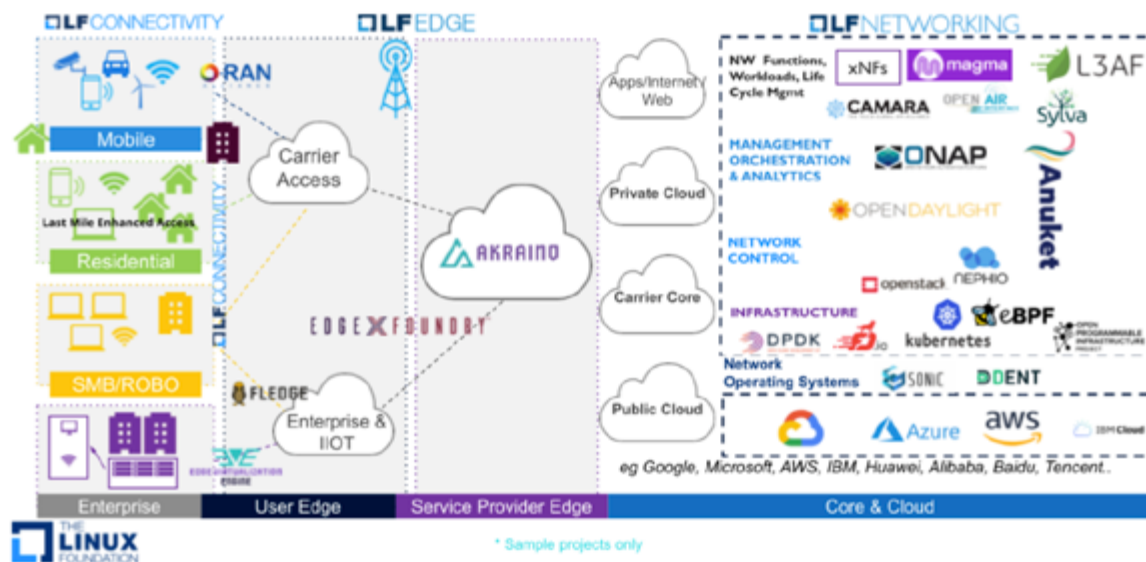 LF CONNECTIVITY
LF EDGE
LF NETWORKING
RAN
Mobile
Last Mile Enhanced Access
Residential
SMB/ROBO
LF CONNECTIVITY
Carrier
Access
AKRAINO
EDGE X FOUNDRY
FLEDGE
Enterprise &
IIOT
EDGE VIRTUALIZATION
ENGINE
Apps/Internet/
Web
Private Cloud
Carrier Core
Public Cloud
NW Functions,
Workloads, Life
Cycle Mgmt
xNFs
magma
L3AF
CAMARA
OPEN AIR
Sylva
MANAGEMENT
ORCHESTRATION
& ANALYTICS
ONAP
Anuket
OPENDAYLIGHT
NETWORK
CONTROL
openstack
NEPHIO
INFRASTRUCTURE
DPDK
FD.io
kubernetes
eBPF
OPEN
PROGRAMMABLE
INFRASTRUCTURE
PROJECT
Network
Operating Systems
SONiC
DENT
Azure
aws
IBM Cloud
eg Google, Microsoft, AWS, IBM, Huawei, Alibaba, Baidu, Tencent..
Enterprise
User Edge
Service Provider Edge
Core & Cloud
THE
LINUX
FOUNDATION
* Sample projects only